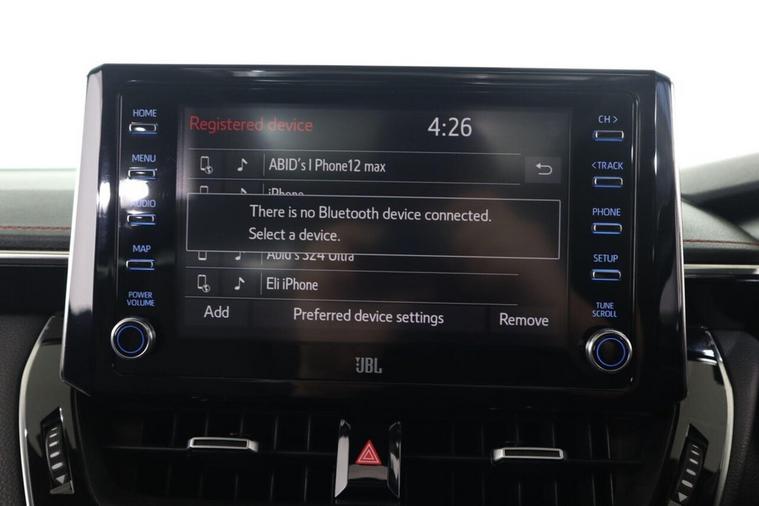 HOME
MENU
AUDIO
MAP
POWER
VOLUME
Registered device
4:26
ABID's I Phone12 max
iPhone
There is no Bluetooth device connected.
Select a device.
Abid's S24 Ultra
Eli iPhone
Add
Preferred device settings
Remove
CH >
< TRACK
PHONE
SETUP
TUNE
SCROLL
JBL